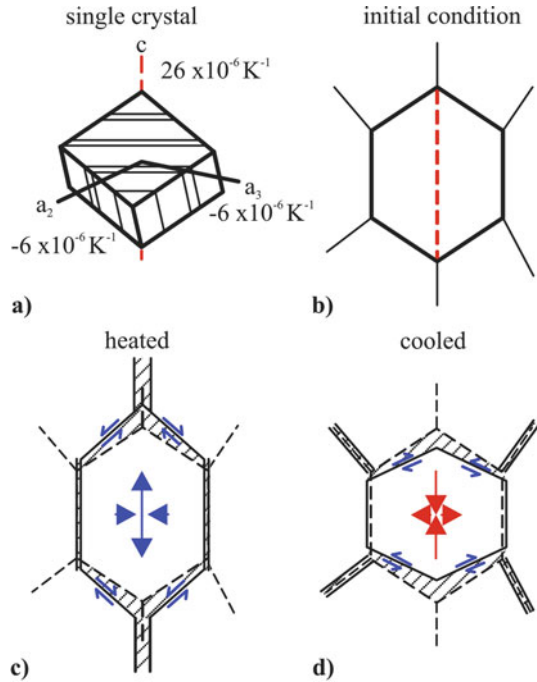 single crystal
c
26 x10⁻⁶ K⁻¹
a₂
a₃
-6 x10⁻⁶ K⁻¹
-6 x10⁻⁶ K⁻¹
a)
initial condition
b)
heated
c)
cooled
d)